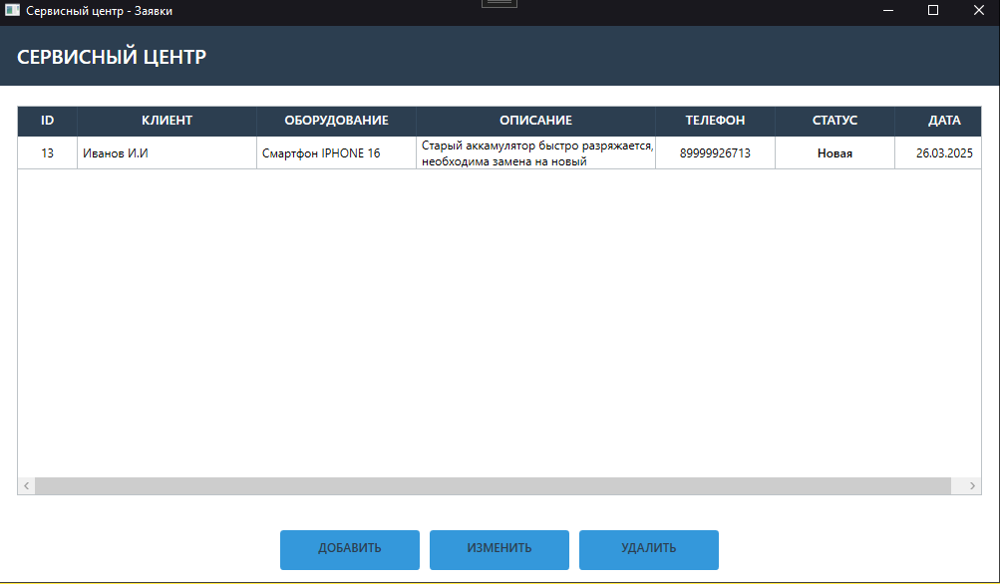 Сервисный центр - Заявки
СЕРВИСНЫЙ ЦЕНТР
ID КЛИЕНТ ОБОРУДОВАНИЕ ОПИСАНИЕ ТЕЛЕФОН СТАТУС ДАТА
13 Иванов И.И Смартфон IPHONE 16 Старый аккамулятор быстро разряжается, 89999926713 Новая 26.03.2025
необходима замена на новый
ДОБАВИТЬ ИЗМЕНИТЬ УДАЛИТЬ